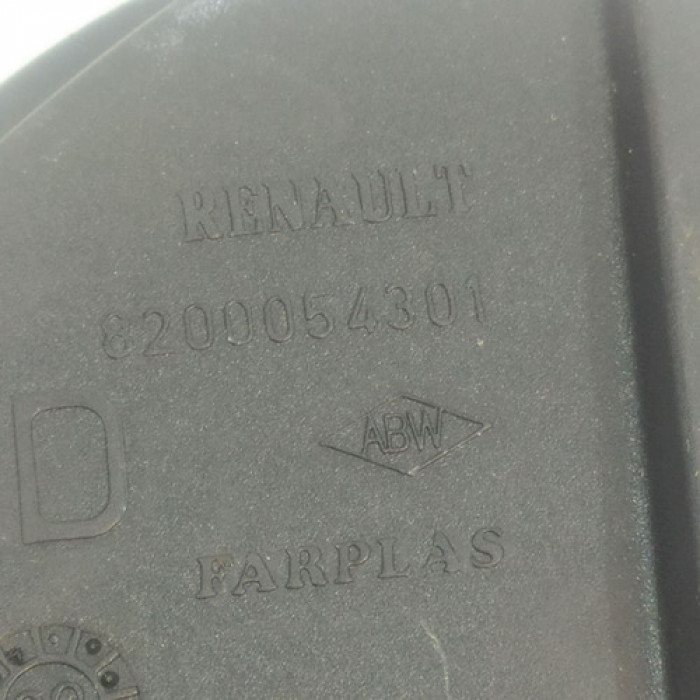 RENAULT
8200054301
D
ABW
FARPLAS